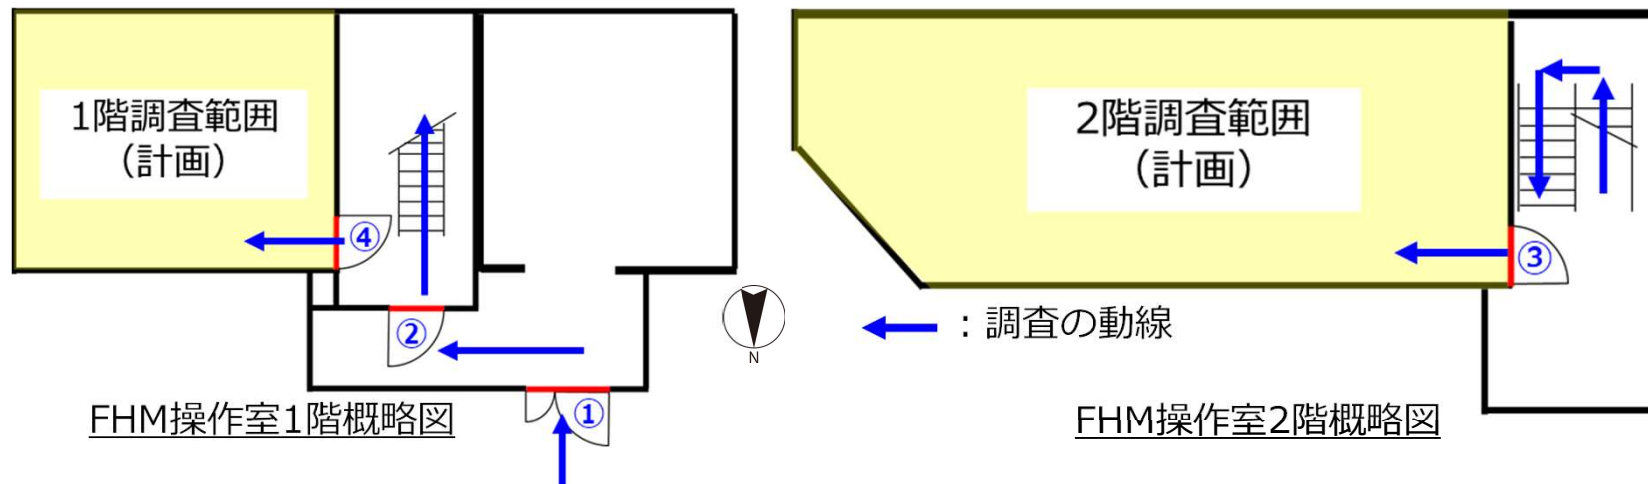 1階調査範囲
（計画）
④
②
①
FHM操作室1階概略図
N
2階調査範囲
（計画）
③
：調査の動線
FHM操作室2階概略図